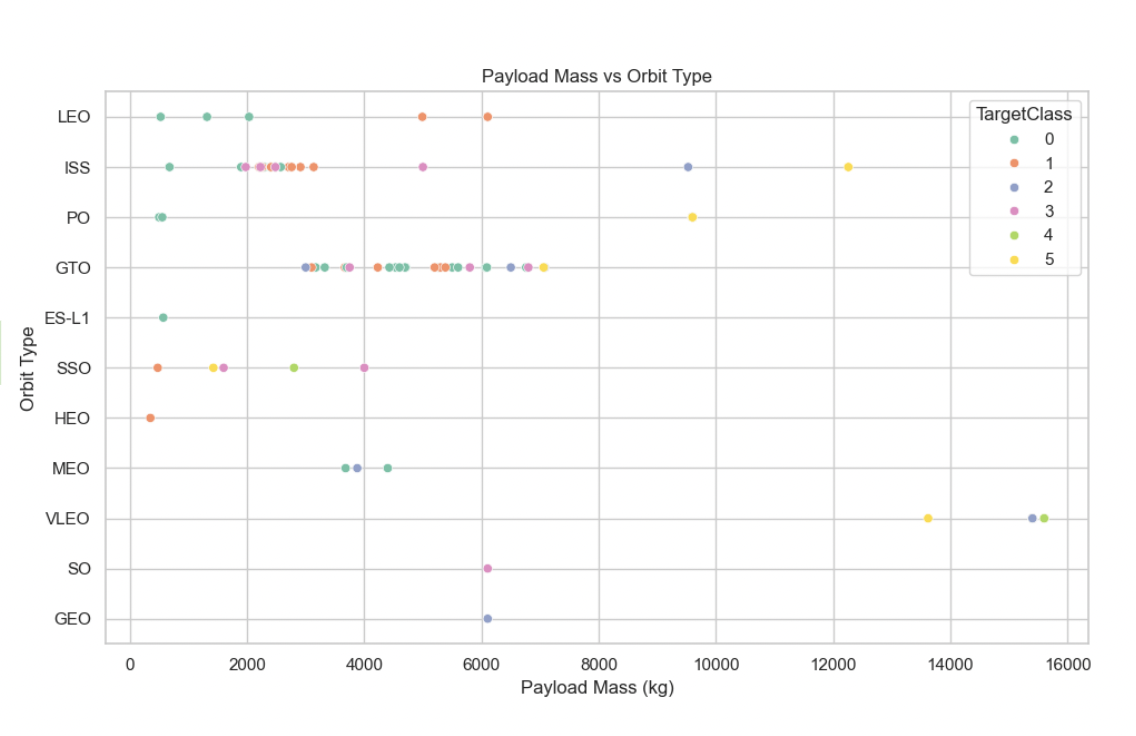 Payload Mass vs Orbit Type
TargetClass
0
1
2
3
4
5
Orbit Type
LEO
ISS
PO
GTO
ES-L1
SSO
HEO
MEO
VLEO
SO
GEO
0 2000 4000 6000 8000 10000 12000 14000 16000
Payload Mass (kg)